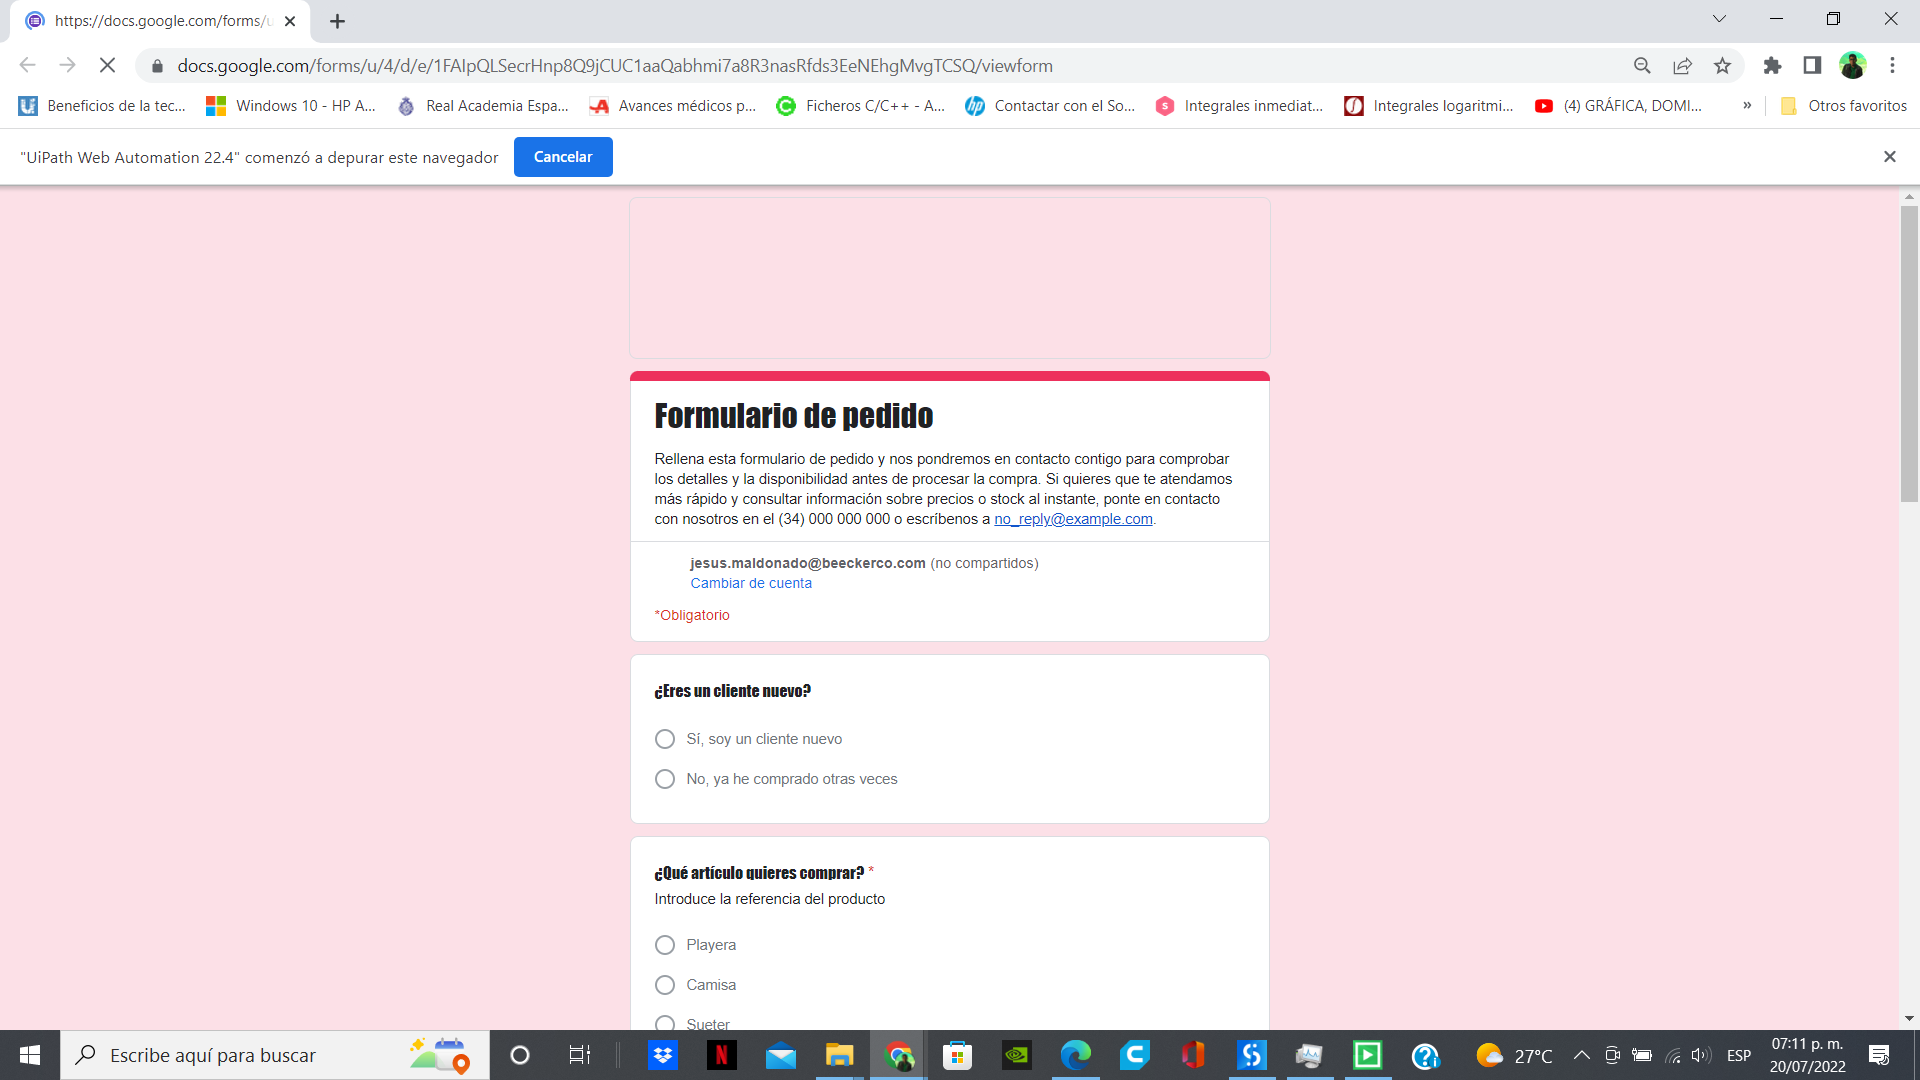 https://docs.google.com/forms/u
docs.google.com/forms/u/4/d/e/1FAIpQLSecrHnp8Q9jCUC1aaQabhmi7a8R3nasRfds3EeNEhgMvgTCSQ/viewform
Beneficios de la tec... Windows 10 - HP A... Real Academia Espa... Avances médicos p... Ficheros C/C++ - A... Contactar con el So... Integrales inmediat... Integrales logaritmi... (4) GRÁFICA, DOMI... » Otros favoritos
"UiPath Web Automation 22.4" comenzó a depurar este navegador Cancelar
Formulario de pedido
Rellena esta formulario de pedido y nos pondremos en contacto contigo para comprobar
los detalles y la disponibilidad antes de procesar la compra. Si quieres que te atendamos
más rápido y consultar información sobre precios o stock al instante, ponte en contacto
con nosotros en el (34) 000 000 000 o escríbenos a no_reply@example.com.
jesus.maldonado@beeckerco.com (no compartidos)
Cambiar de cuenta
*Obligatorio
¿Eres un cliente nuevo?
Sí, soy un cliente nuevo
No, ya he comprado otras veces
¿Qué artículo quieres comprar? *
Introduce la referencia del producto
Playera
Camisa
Sueter
Escribe aquí para buscar
27°C
ESP
07:11 p. m.
20/07/2022